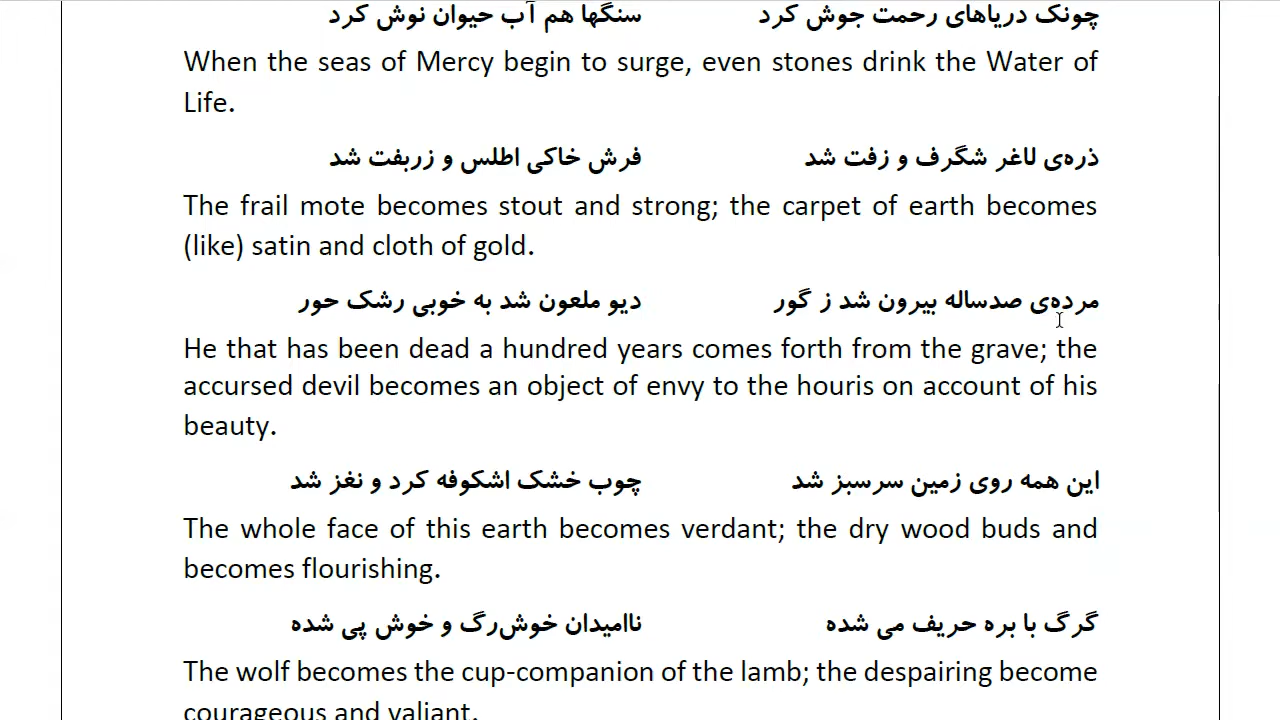 چونک دریاهای رحمت جوش کرد سنگها هم آب حیوان نوش کرد
When the seas of Mercy begin to surge, even stones drink the Water of
Life.
ذره‌ی لاغر شگرف و زفت شد فرش خاکی اطلس و زربفت شد
The frail mote becomes stout and strong; the carpet of earth becomes
(like) satin and cloth of gold.
مرده‌ی صدساله بیرون شد ز گور دیو ملعون شد به خوبی رشک حور
He that has been dead a hundred years comes forth from the grave; the
accursed devil becomes an object of envy to the houris on account of his
beauty.
این همه روی زمین سرسبز شد چوب خشک اشکوفه کرد و نغز شد
The whole face of this earth becomes verdant; the dry wood buds and
becomes flourishing.
گرگ با بره حریف می شده ناامیدان خوش‌رگ و خوش پی شده
The wolf becomes the cup-companion of the lamb; the despairing become
courageous and valiant.